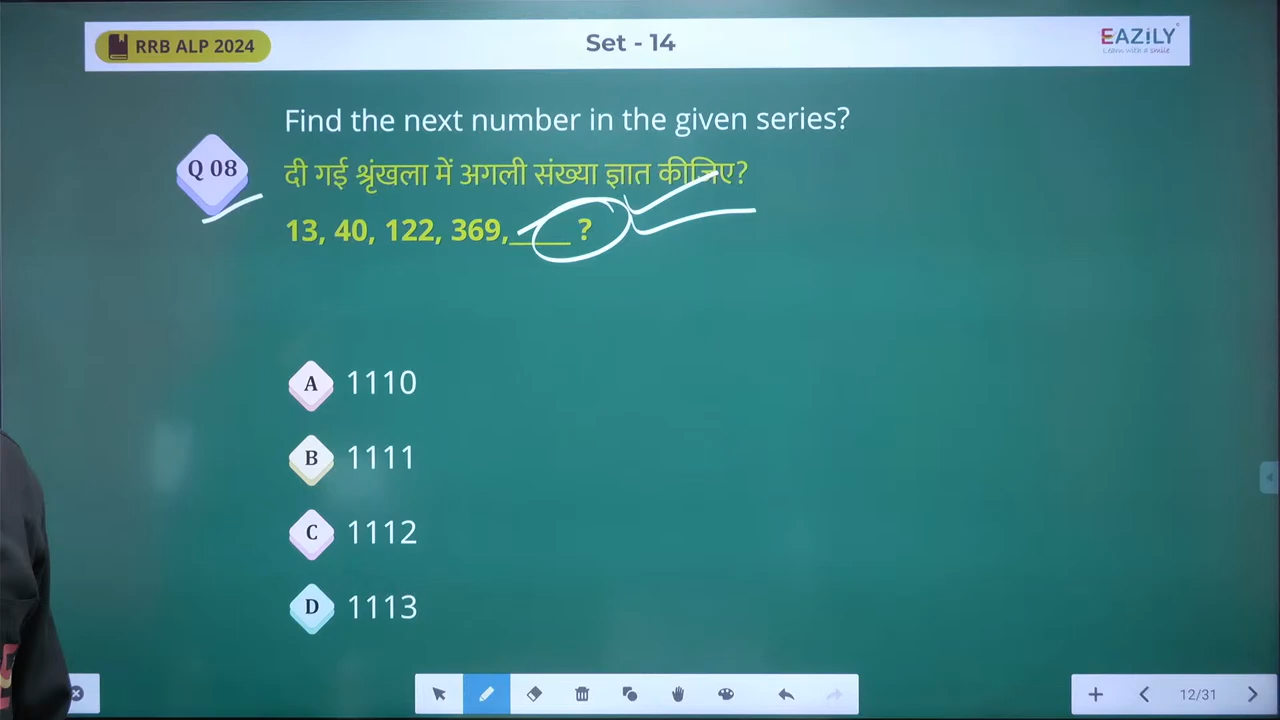 RRB ALP 2024
Set - 14
EAZiLY
Learn with a smile
Q 08
Find the next number in the given series?
दी गई श्रृंखला में अगली संख्या ज्ञात कीजिए?
13, 40, 122, 369,____ ?
A 1110
B 1111
C 1112
D 1113
12/31